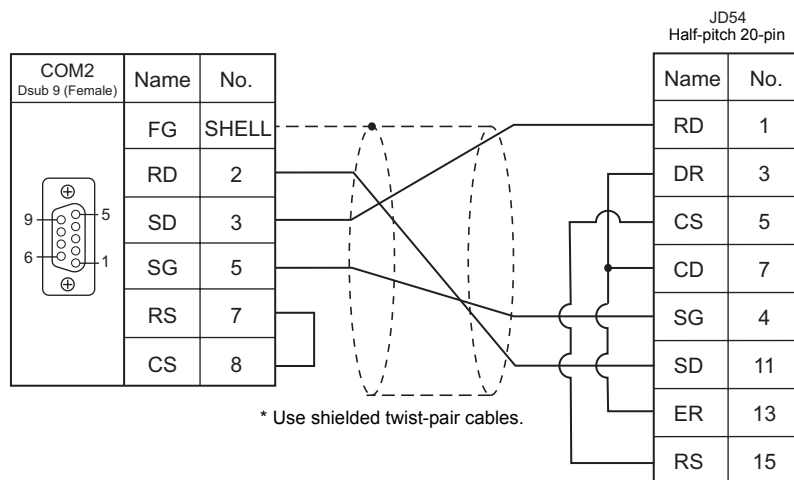 JD54
Half-pitch 20-pin
COM2
Dsub 9 (Female)
Name No.
FG SHELL
RD 2
SD 3
SG 5
RS 7
CS 8
9 5
6 1
Name No.
RD 1
DR 3
CS 5
CD 7
SG 4
SD 11
ER 13
RS 15
* Use shielded twist-pair cables.